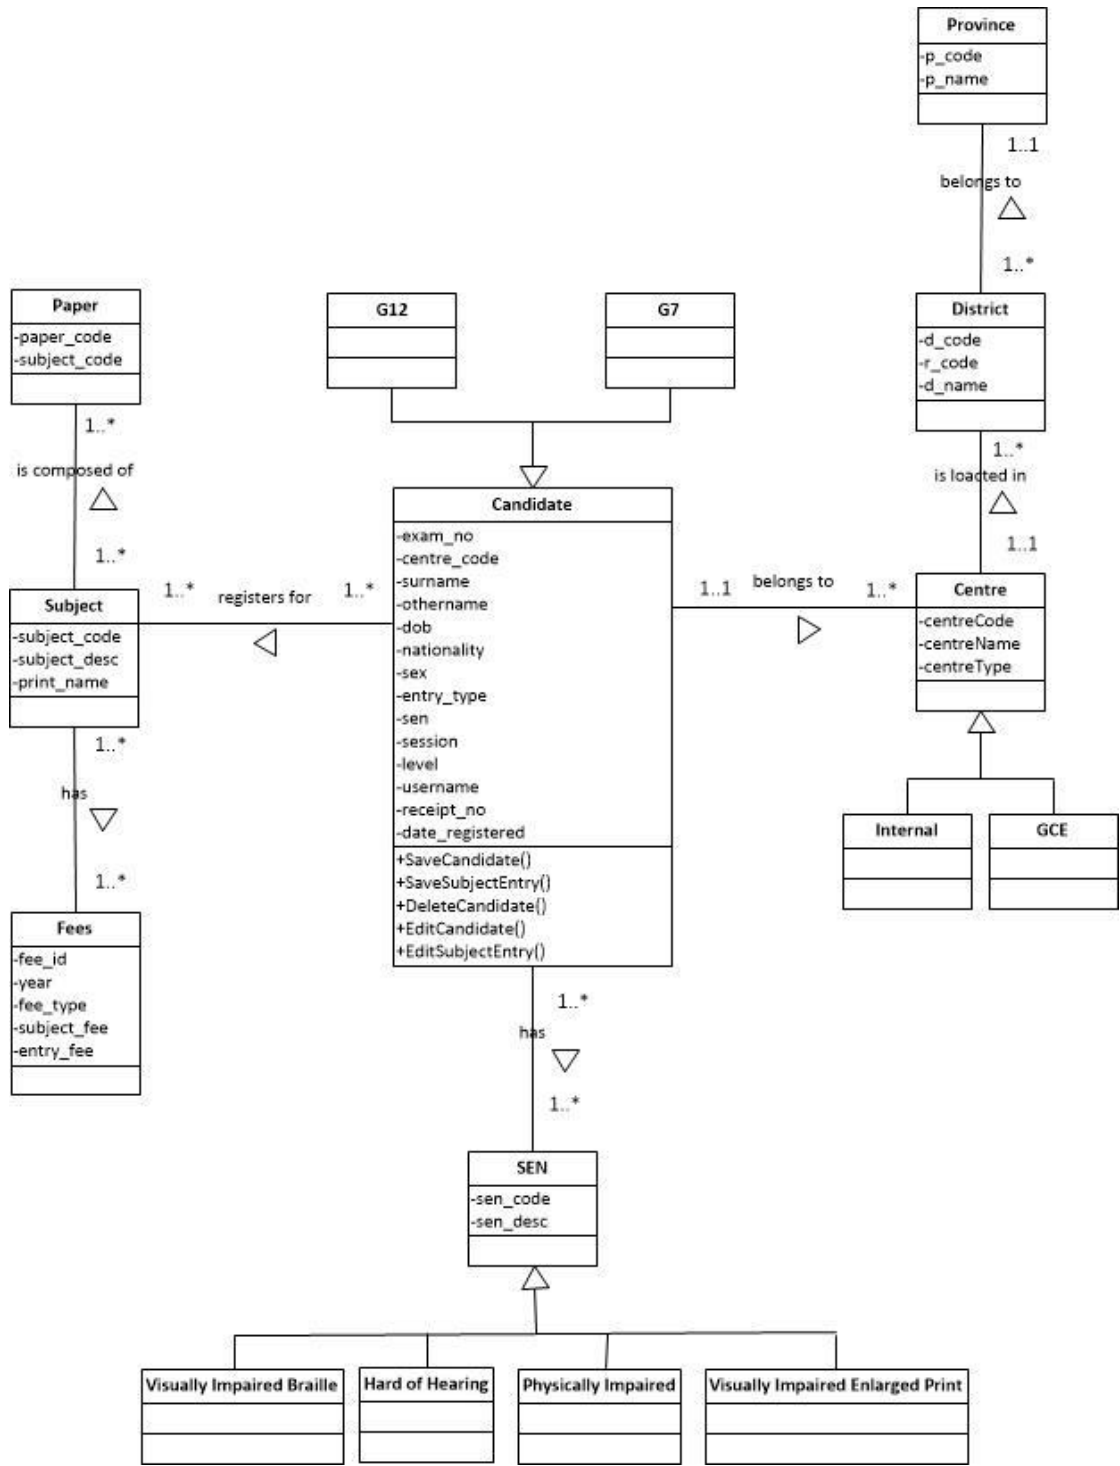 Province
-p_code
-p_name
1..1
belongs to
1..*
District
-d_code
-r_code
-d_name
1..*
is loacted in
1..1
Centre
-centreCode
-centreName
-centreType
Internal
GCE
G12
G7
Candidate
-exam_no
-centre_code
-surname
-othername
-dob
-nationality
-sex
-entry_type
-sen
-session
-level
-username
-receipt_no
-date_registered
+SaveCandidate()
+SaveSubjectEntry()
+DeleteCandidate()
+EditCandidate()
+EditSubjectEntry()
1..1
belongs to
1..*
1..*
registers for
1..*
Paper
-paper_code
-subject_code
1..*
is composed of
1..*
Subject
-subject_code
-subject_desc
-print_name
1..*
has
1..*
Fees
-fee_id
-year
-fee_type
-subject_fee
-entry_fee
1..*
has
1..*
SEN
-sen_code
-sen_desc
Visually Impaired Braille
Hard of Hearing
Physically Impaired
Visually Impaired Enlarged Print